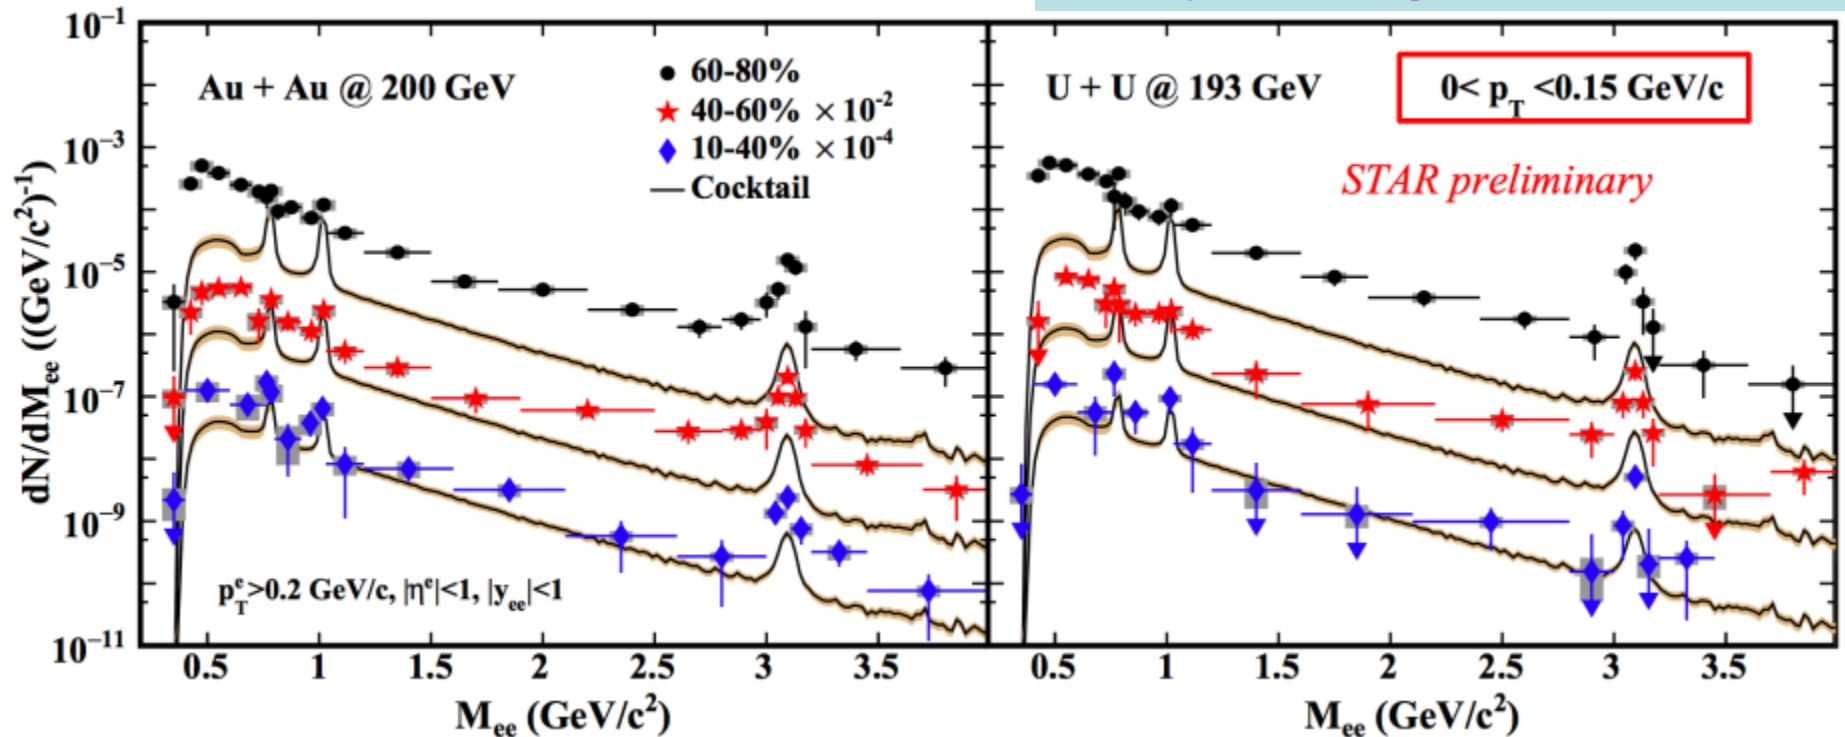 Au + Au @ 200 GeV
60-80%
40-60% × 10⁻²
10-40% × 10⁻⁴
Cocktail
p_T^e>0.2 GeV/c, |η^e|<1, |y_ee|<1
U + U @ 193 GeV
0< p_T <0.15 GeV/c
STAR preliminary
dN/dM_ee ((GeV/c²)⁻¹)
10⁻¹
10⁻³
10⁻⁵
10⁻⁷
10⁻⁹
10⁻¹¹
0.5 1 1.5 2 2.5 3 3.5
0.5 1 1.5 2 2.5 3 3.5
M_ee (GeV/c²)
M_ee (GeV/c²)